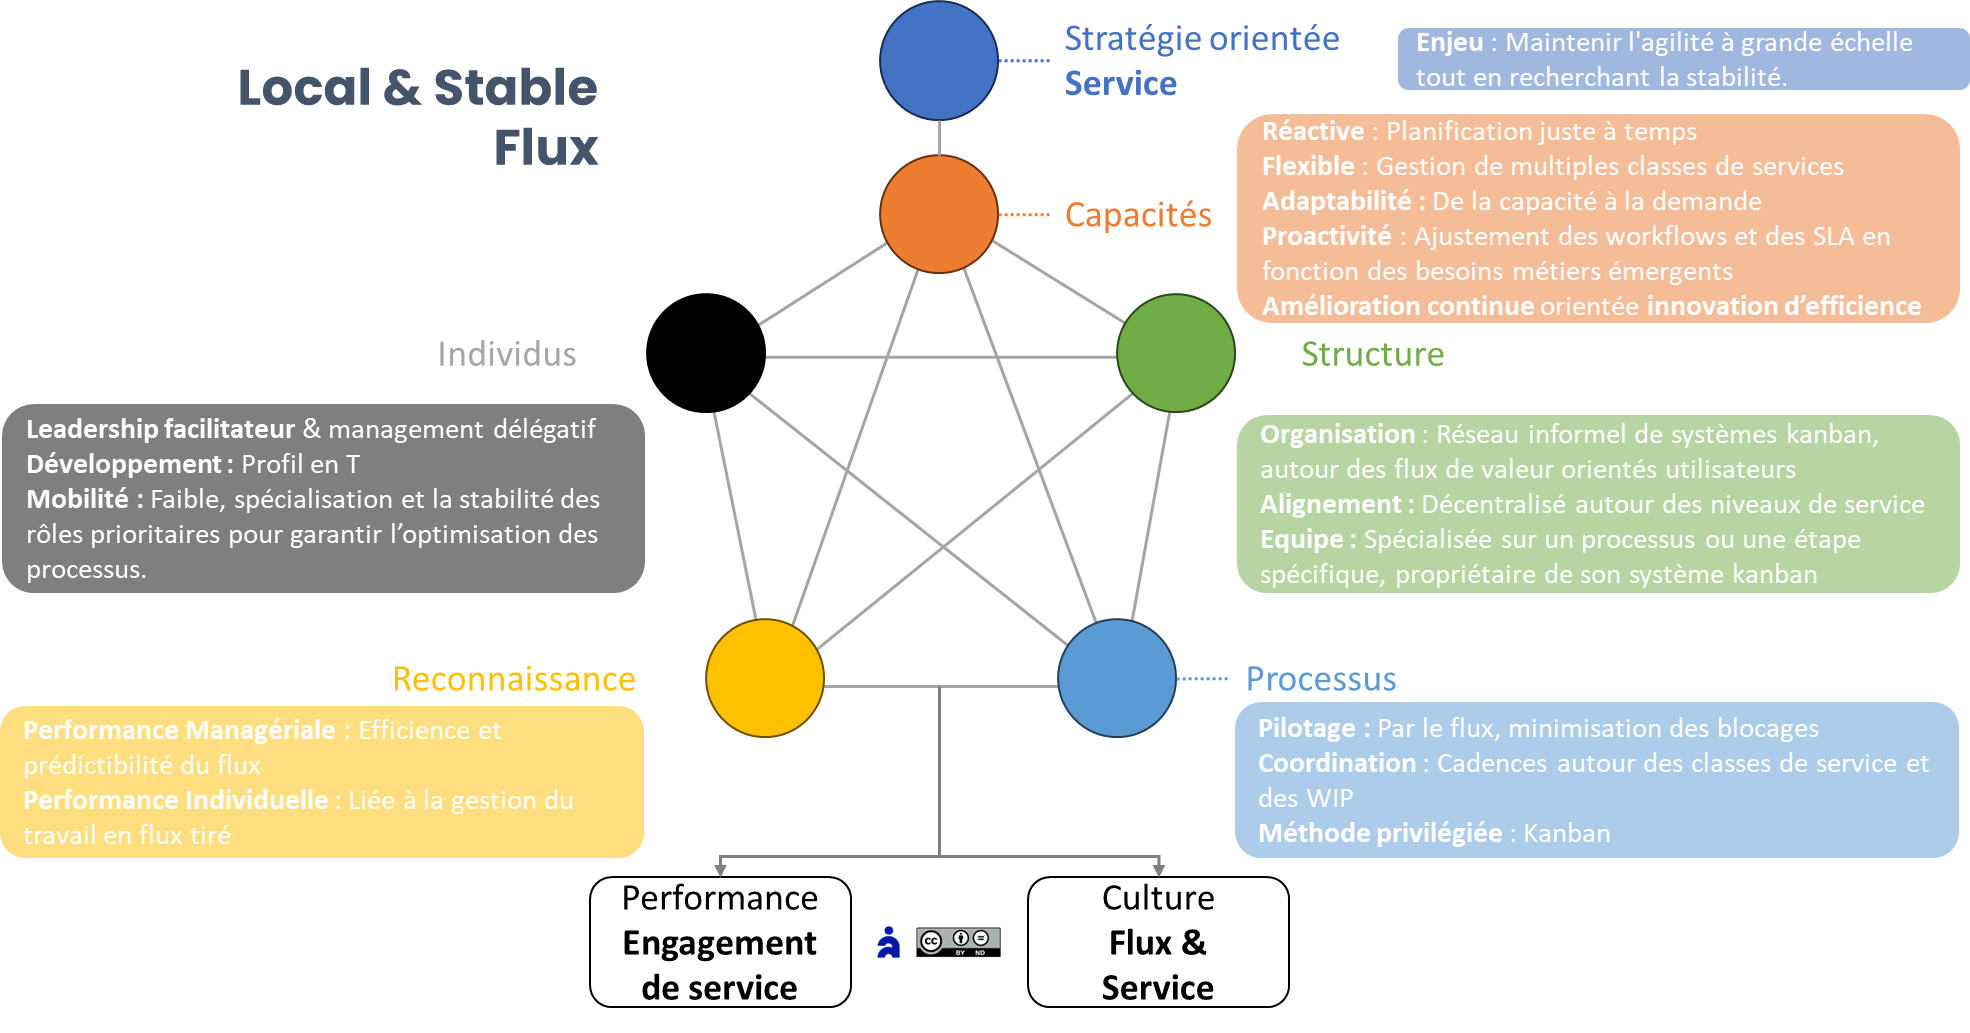 Local & Stable
Flux
Stratégie orientée
Service
Enjeu : Maintenir l'agilité à grande échelle
tout en recherchant la stabilité.
Capacités
Réactive : Planification juste à temps
Flexible : Gestion de multiples classes de services
Adaptabilité : De la capacité à la demande
Proactivité : Ajustement des workflows et des SLA en
fonction des besoins métiers émergents
Amélioration continue orientée innovation d’efficience
Individus
Leadership facilitateur & management délégatif
Développement : Profil en T
Mobilité : Faible, spécialisation et la stabilité des
rôles prioritaires pour garantir l’optimisation des
processus.
Structure
Organisation : Réseau informel de systèmes kanban,
autour des flux de valeur orientés utilisateurs
Alignement : Décentralisé autour des niveaux de service
Equipe : Spécialisée sur un processus ou une étape
spécifique, propriétaire de son système kanban
Reconnaissance
Performance Managériale : Efficience et
prédictibilité du flux
Performance Individuelle : Liée à la gestion du
travail en flux tiré
Processus
Pilotage : Par le flux, minimisation des blocages
Coordination : Cadences autour des classes de service et
des WIP
Méthode privilégiée : Kanban
Performance
Engagement
de service
cc BY ND
Culture
Flux &
Service